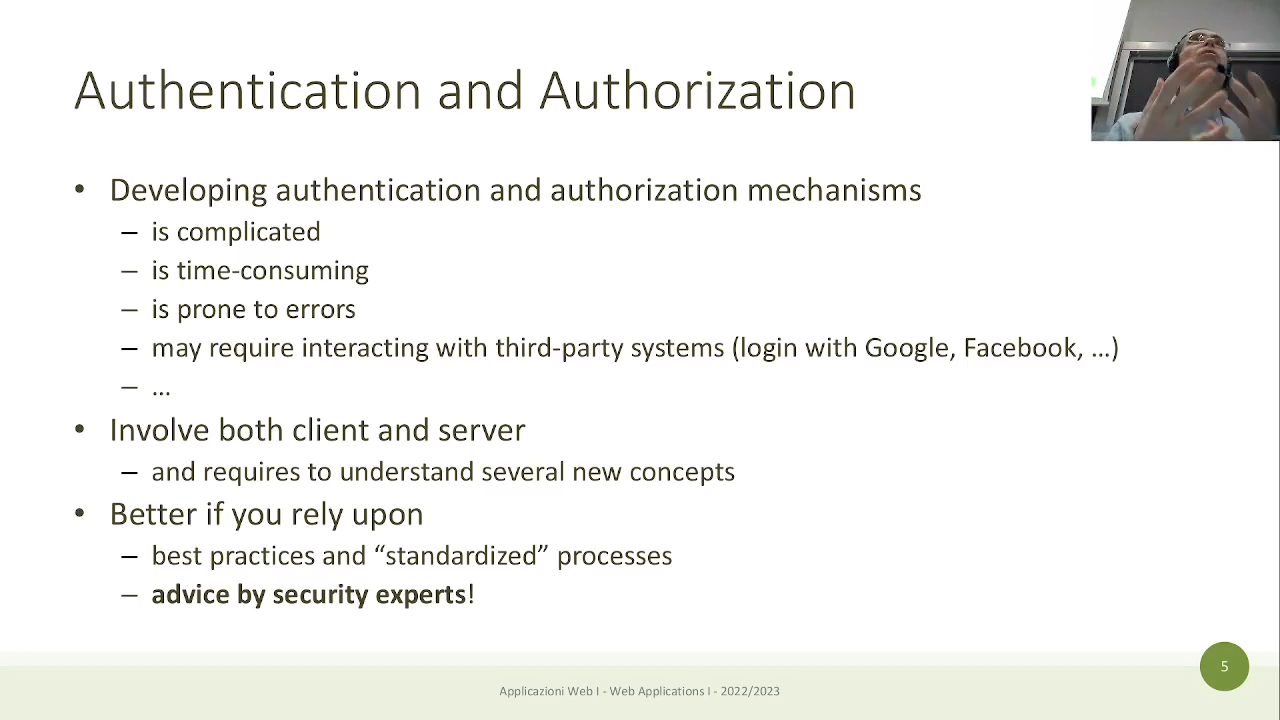 Authentication and Authorization
• Developing authentication and authorization mechanisms
– is complicated
– is time-consuming
– is prone to errors
– may require interacting with third-party systems (login with Google, Facebook, …)
– …
• Involve both client and server
– and requires to understand several new concepts
• Better if you rely upon
– best practices and “standardized” processes
– advice by security experts!
5
Applicazioni Web I - Web Applications I - 2022/2023